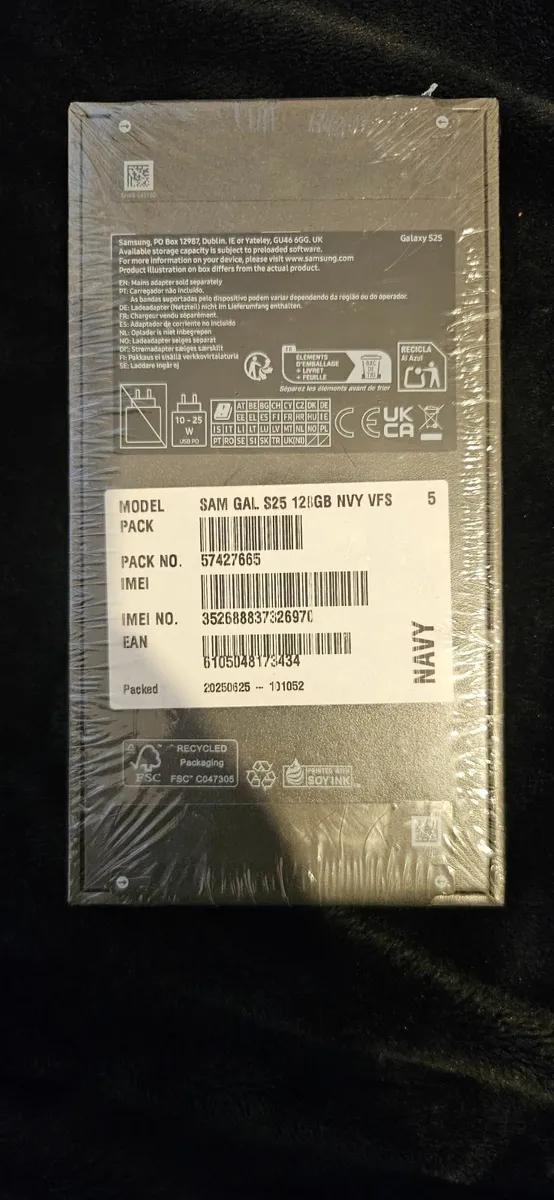 Samsung, PO Box 12987, Dublin. IE or Yateley, GU46 6GG. UK
Galaxy S25
Available storage capacity is subject to preloaded software.
For more information on your device, please visit www.samsung.com
Product illustration on box differs from the actual product.
EN: Mains adapter sold separately
PT: Carregador não incluído.
As bandas suportadas pelo dispositivo podem variar dependendo da região ou do operador.
DE: Ladeadapter (Netzteil) nicht im Lieferumfang enthalten.
FR: Chargeur vendu séparément.
ES: Adaptador de corriente no incluido
NL: Oplader is niet inbegrepen
NO: Ladeadapter selges separat
DK: Strømadapter sælges særskilt
FI: Pakkaus ei sisällä verkkovirtalaturia
SE: Laddare ingår ej
FR
ÉLÉMENTS
D'EMBALLAGE
+ LIVRET
+ FEUILLE
BAC
DE
TRI
Séparez les éléments avant de trier
RECICLA
Al Azul
10 - 25
W
USB PD
AT BE BG CH CY CZ DK DE
EE EL ES FI FR HR HU IE
IS IT LI LT LU LV MT NL NO PL
PT RO SE SI SK TR UK(NI)
CE
UK
CA
MODEL SAM GAL S25 128GB NVY VFS 5
PACK
PACK NO. 57427665
IMEI
IMEI NO. 352688837326970
EAN
6105048173434
Packed 20250625 -- 101052
NAVY
FSC
RECYCLED
Packaging
FSC™ C047305
PRINTED WITH
SOY INK